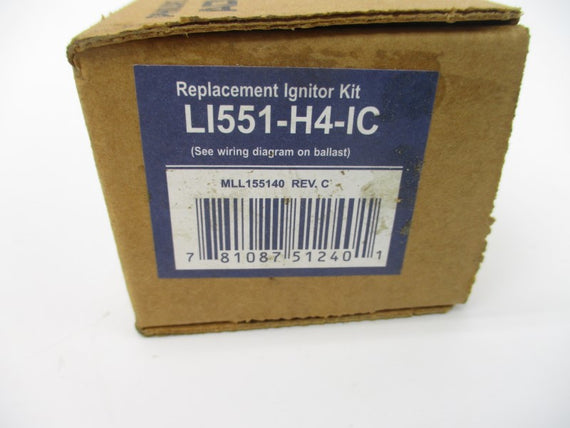 Replacement Ignitor Kit
LI551-H4-IC
(See wiring diagram on ballast)
MLL155140 REV. C
7 81087 51240 1